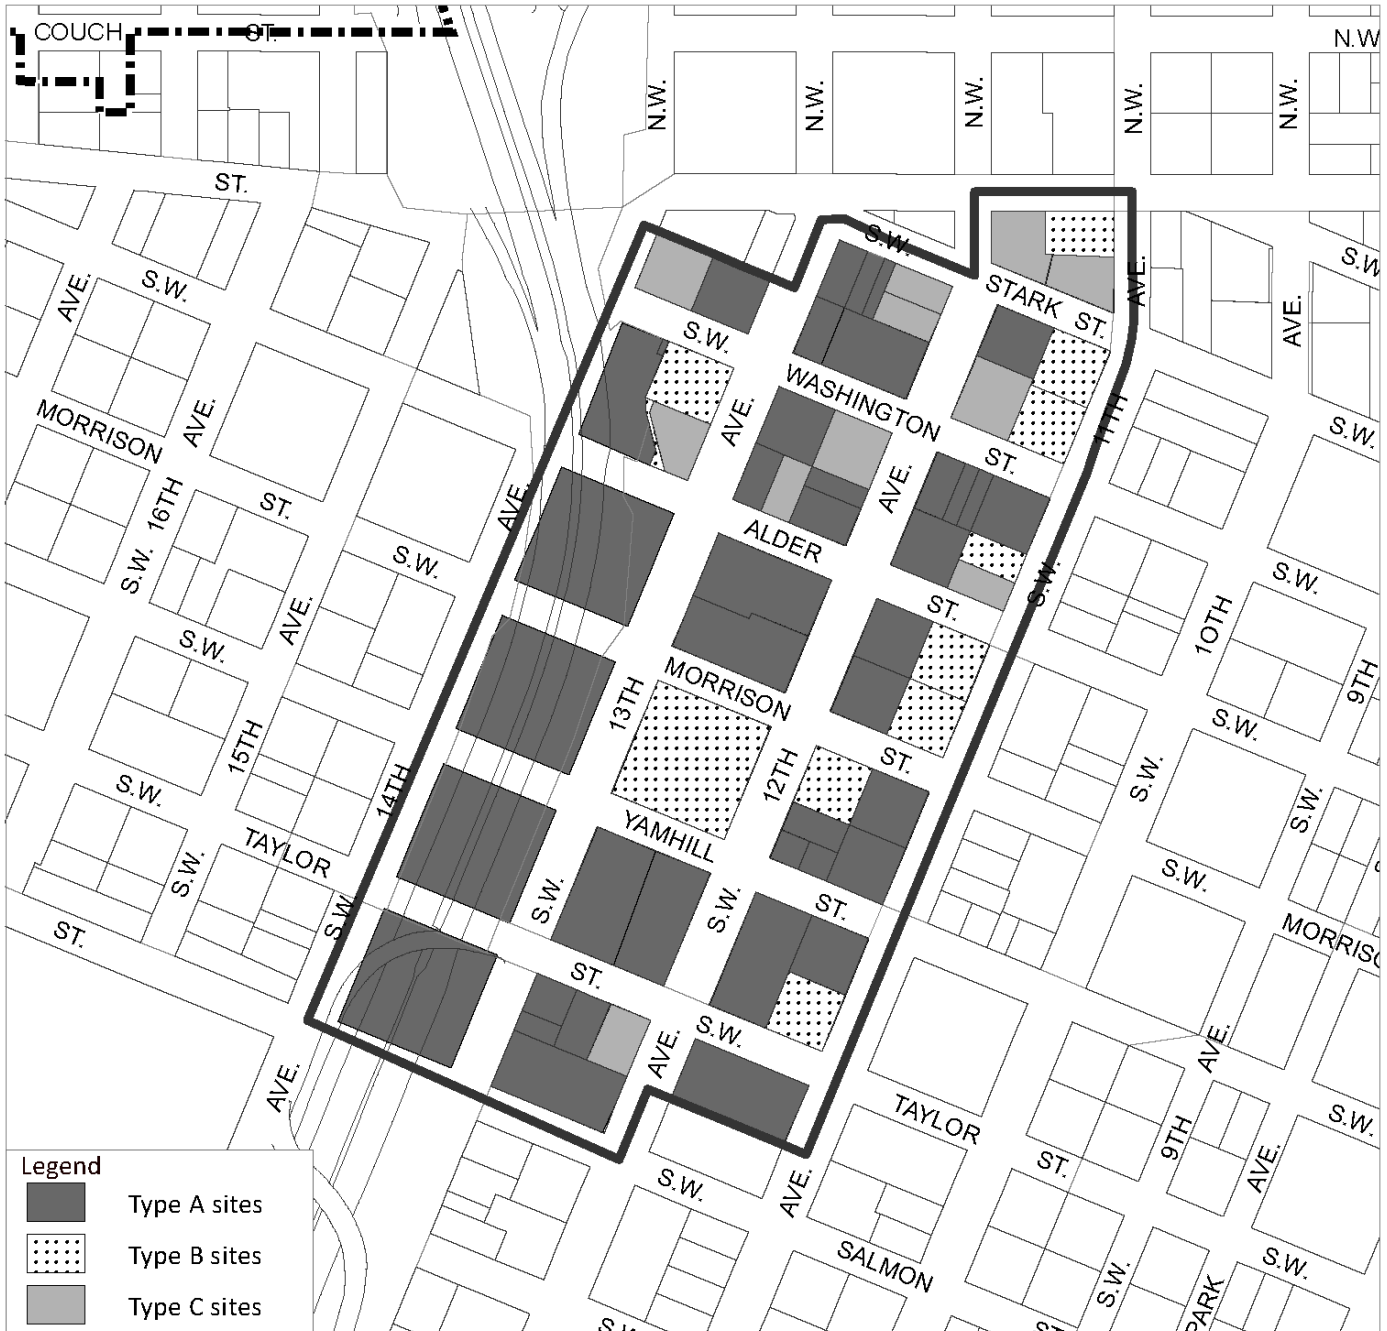 COUCH ST.
N.W
N.W.
N.W.
N.W.
N.W.
N.W.
ST.
S.W.
S.W.
AVE.
S.W.
AVE.
STARK ST.
AVE.
S.W.
WASHINGTON ST.
AVE.
MORRISON ST.
AVE.
AVE.
AVE.
11TH
S.W.
16TH
S.W.
AVE.
S.W.
ALDER ST.
S.W.
S.W.
10TH
AVE.
S.W.
MORRISON ST.
13TH
9TH
S.W.
15TH
14TH
12TH
S.W.
S.W.
S.W.
TAYLOR
YAMHILL ST.
S.W.
S.W.
S.W.
S.W.
S.W.
ST.
ST.
S.W.
MORRISO
AVE.
AVE.
AVE.
TAYLOR
ST.
9TH
AVE.
S.W.
S.W.
AVE.
SALMON
S.W.
S.W.
PARK
Legend
Type A sites
Type B sites
Type C sites